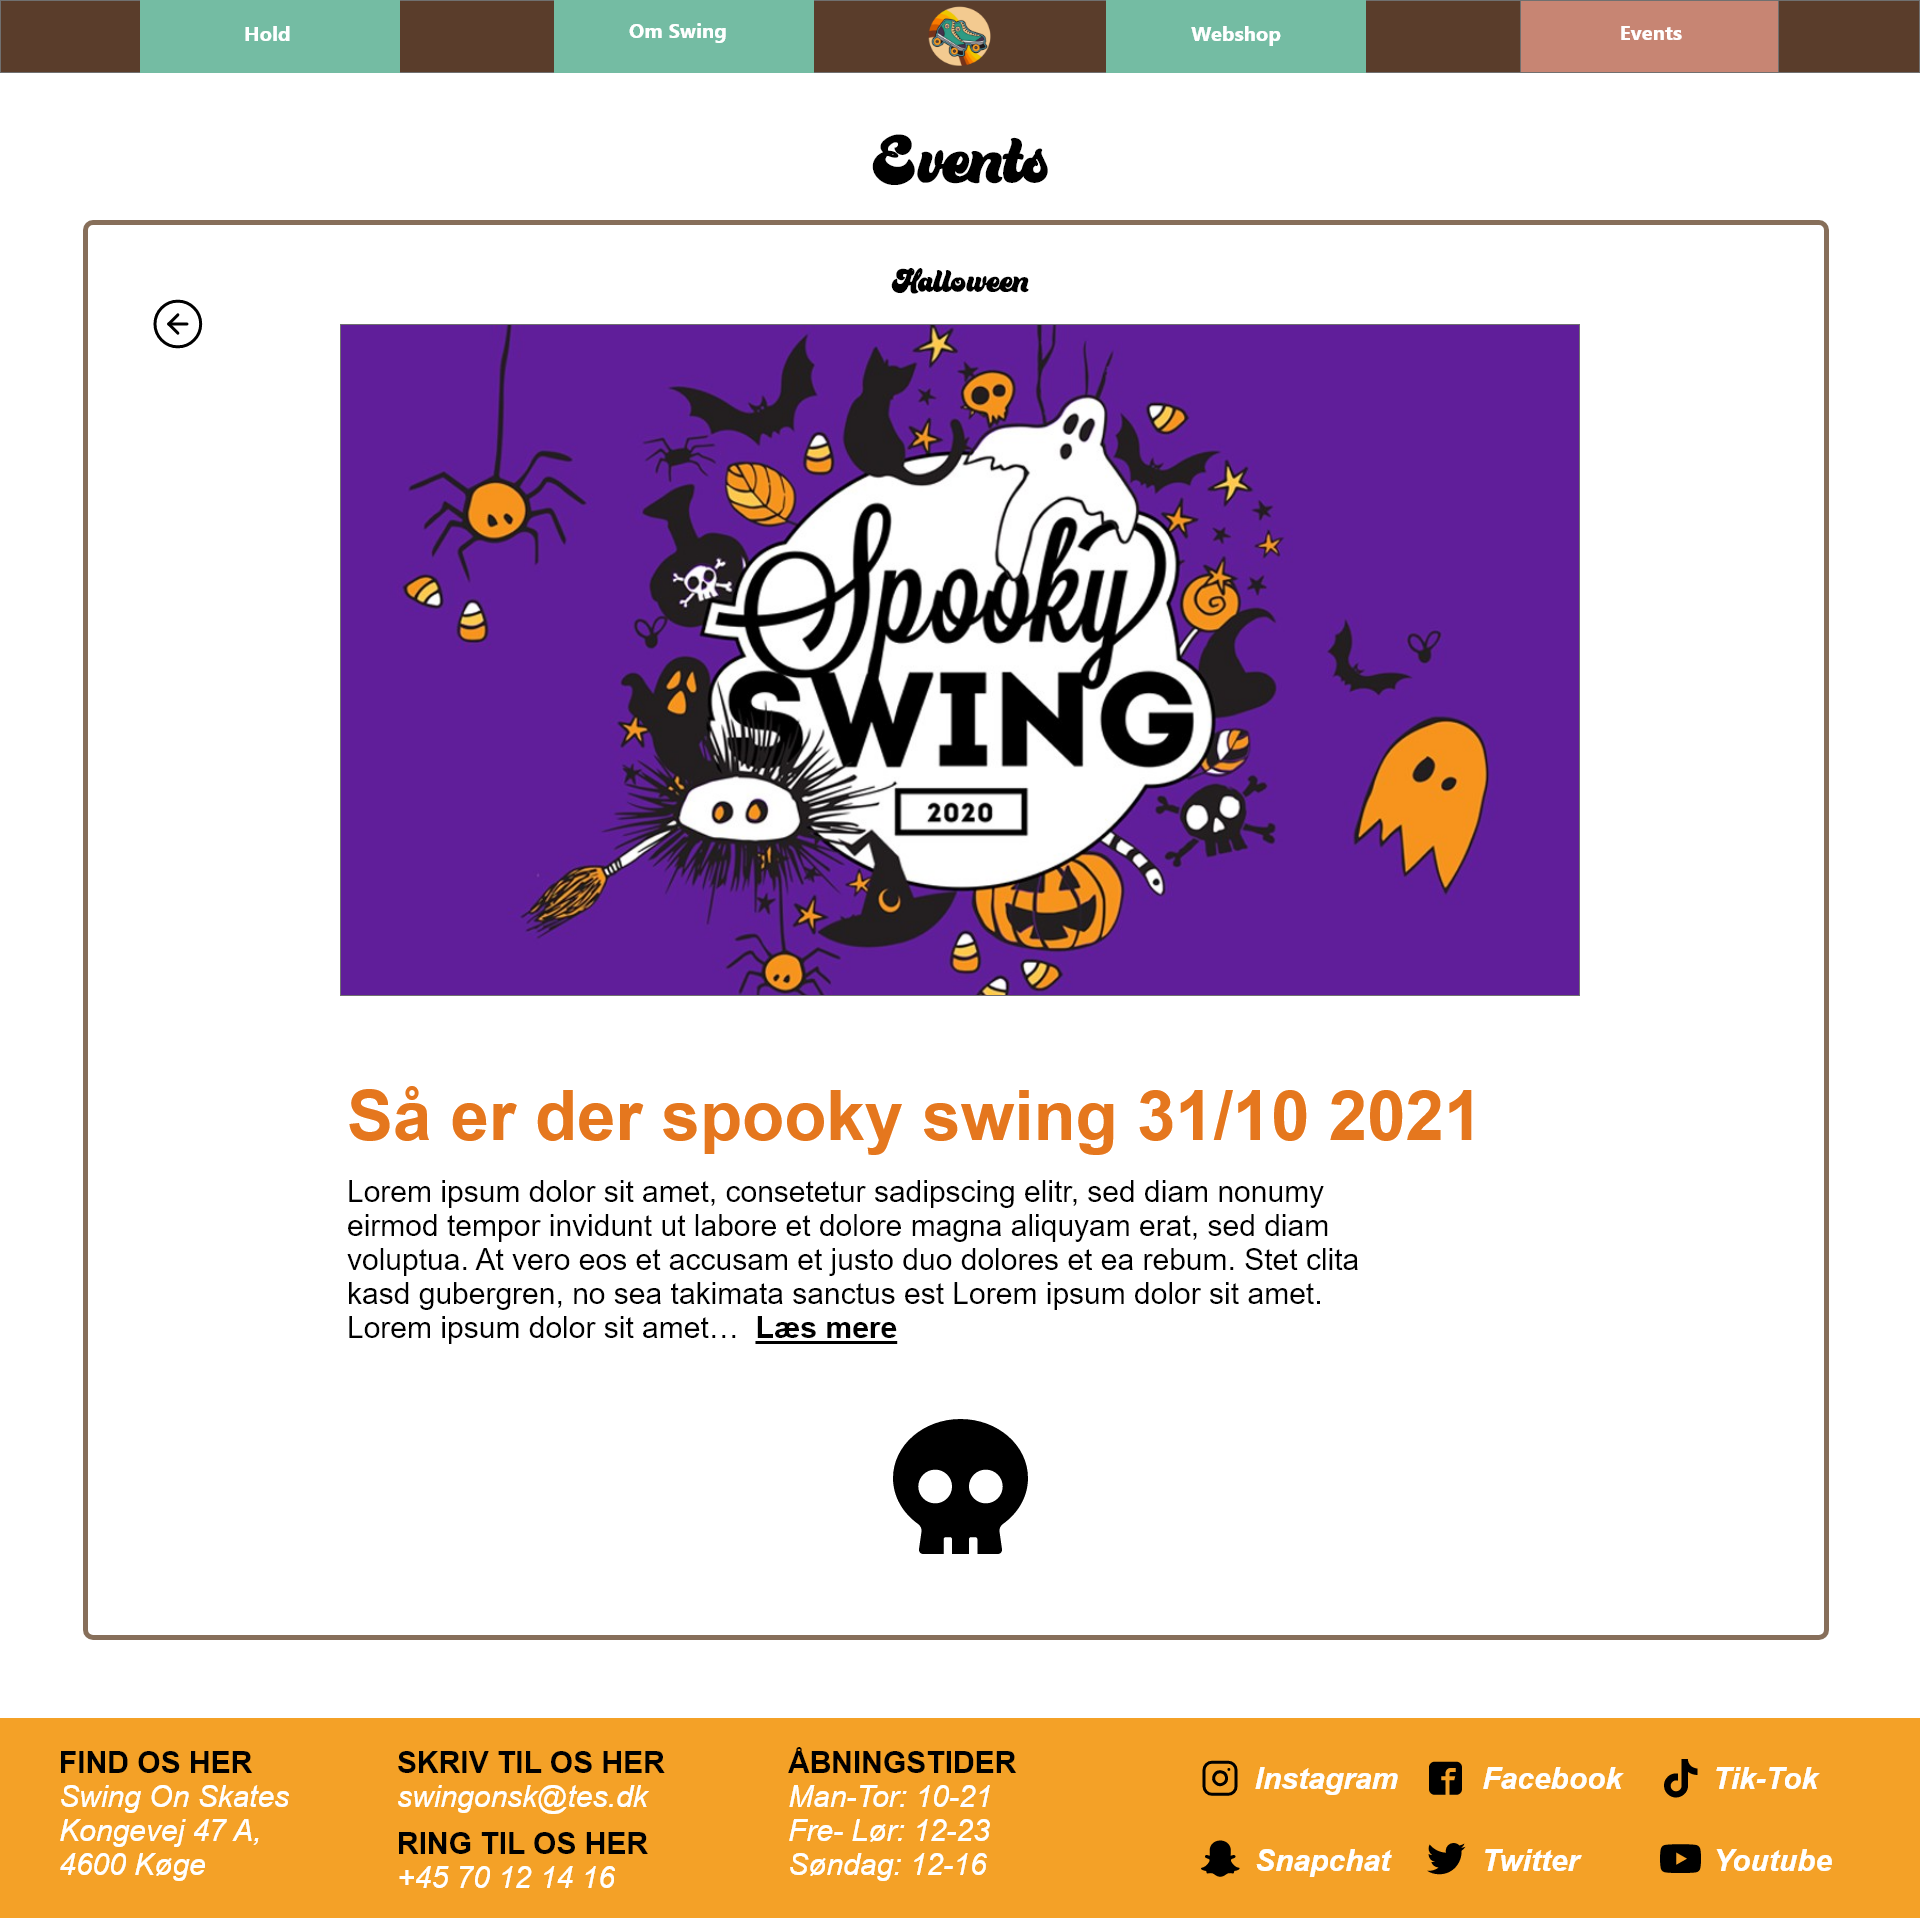 Hold
Om Swing
Webshop
Events
Events
Halloween
Spooky
SWING
2020
Så er der spooky swing 31/10 2021
Lorem ipsum dolor sit amet, consetetur sadipscing elitr, sed diam nonumy
eirmod tempor invidunt ut labore et dolore magna aliquyam erat, sed diam
voluptua. At vero eos et accusam et justo duo dolores et ea rebum. Stet clita
kasd gubergren, no sea takimata sanctus est Lorem ipsum dolor sit amet.
Lorem ipsum dolor sit amet… Læs mere
FIND OS HER
Swing On Skates
Kongevej 47 A,
4600 Køge
SKRIV TIL OS HER
swingonsk@tes.dk
RING TIL OS HER
+45 70 12 14 16
ÅBNINGSTIDER
Man-Tor: 10-21
Fre- Lør: 12-23
Søndag: 12-16
Instagram
Facebook
Tik-Tok
Snapchat
Twitter
Youtube